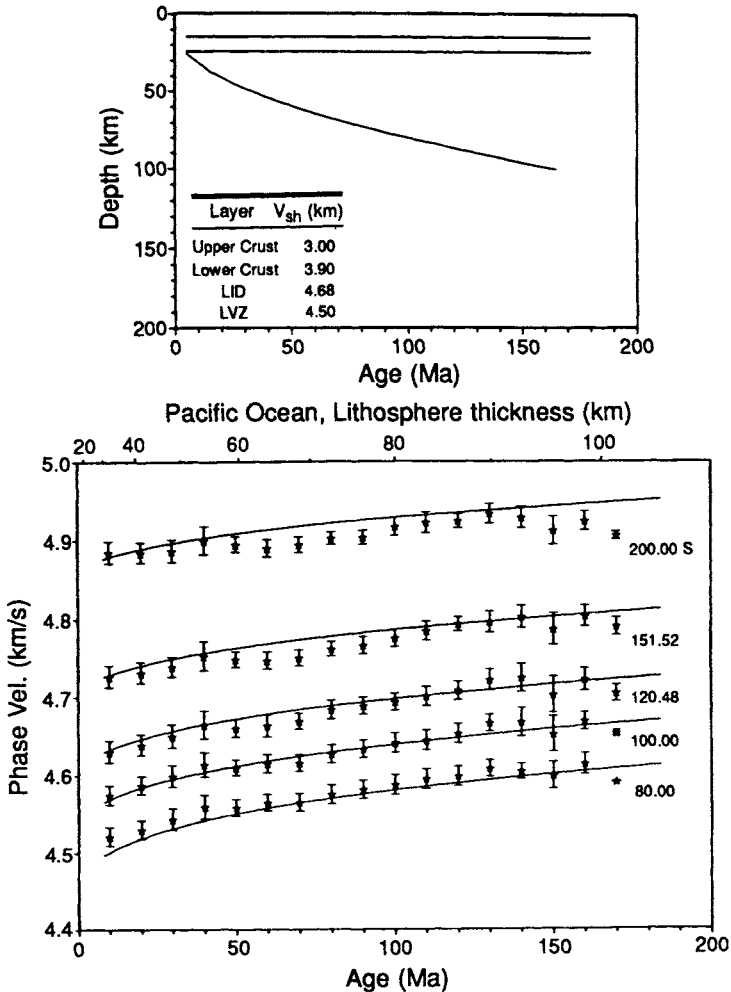 0
50
100
150
200
Depth (km)
Layer V_sh (km)
Upper Crust 3.00
Lower Crust 3.90
LID 4.68
LVZ 4.50
0 50 100 150 200
Age (Ma)
Pacific Ocean, Lithosphere thickness (km)
20 40 60 80 100
5.0
4.9
4.8
4.7
4.6
4.5
4.4
Phase Vel. (km/s)
200.00 S
151.52
120.48
100.00
80.00
0 50 100 150 200
Age (Ma)